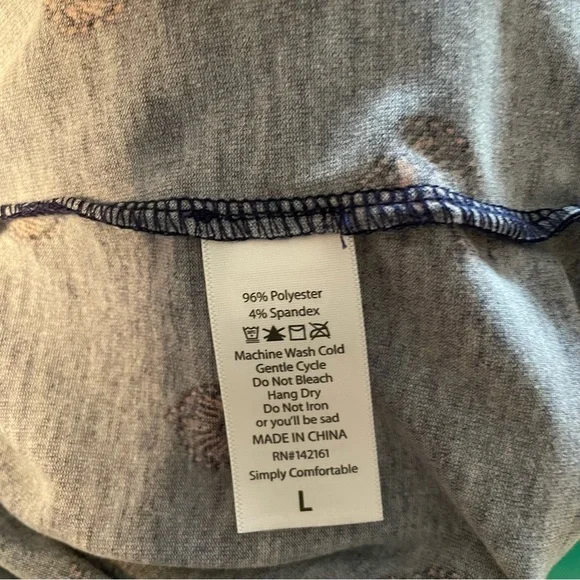 96% Polyester
4% Spandex
Machine Wash Cold
Gentle Cycle
Do Not Bleach
Hang Dry
Do Not Iron
or you'll be sad
MADE IN CHINA
RN#142161
Simply Comfortable
L